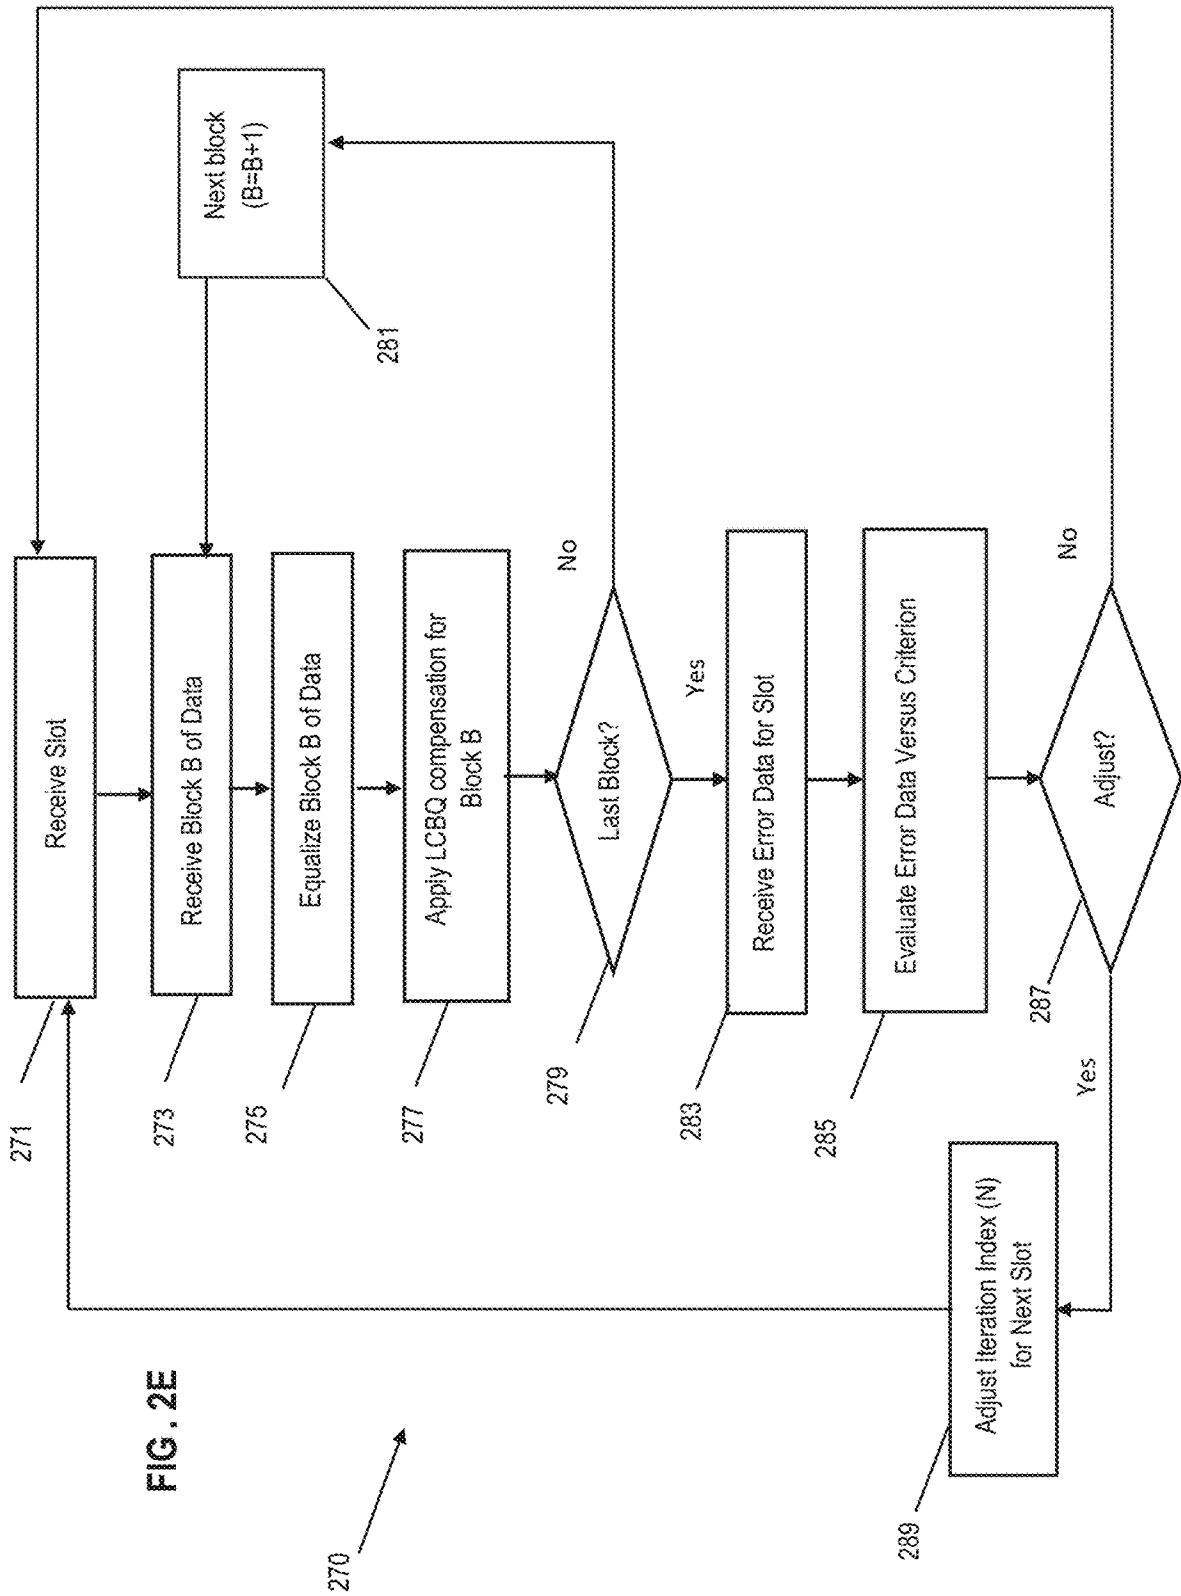 FIG . 2E
270
Receive Slot
271
Receive Block B of Data
273
Equalize Block B of Data
275
Apply LCBQ compensation for
Block B
277
Last Block?
279
No
Next block
(B=B+1)
281
Yes
Receive Error Data for Slot
283
Evaluate Error Data Versus Criterion
285
Adjust?
287
No
Yes
Adjust Iteration Index (N)
for Next Slot
289